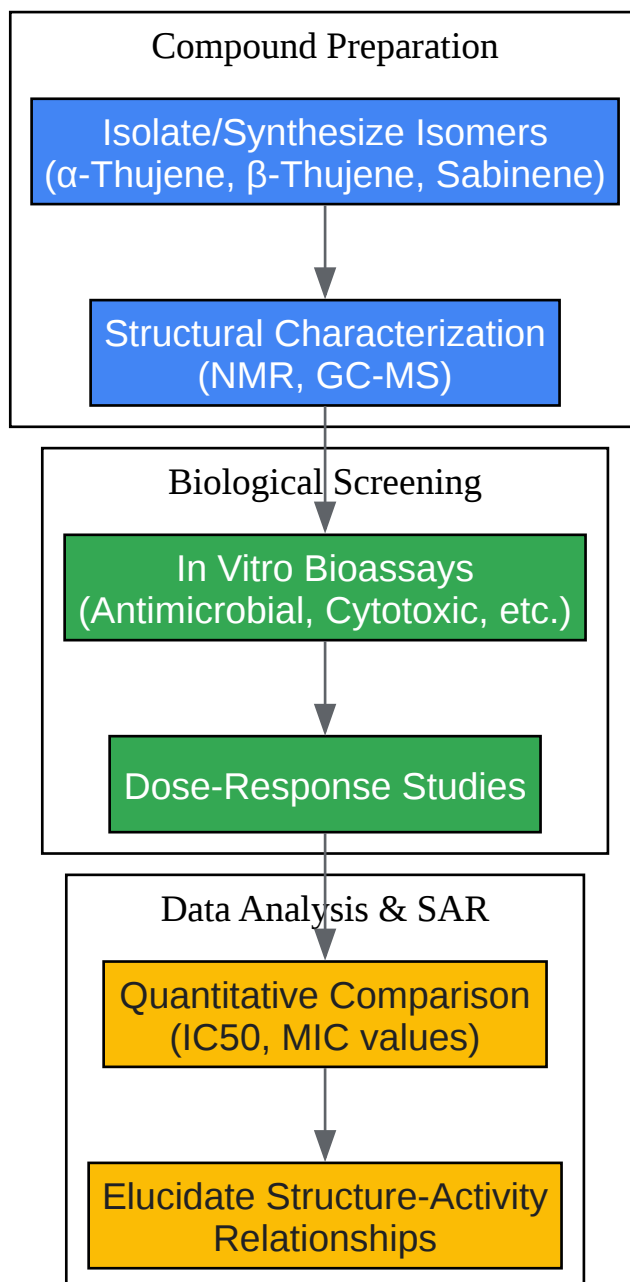 Compound Preparation
Isolate/Synthesize Isomers
(α-Thujene, β-Thujene, Sabinene)
Structural Characterization
(NMR, GC-MS)
Biological Screening
In Vitro Bioassays
(Antimicrobial, Cytotoxic, etc.)
Dose-Response Studies
Data Analysis & SAR
Quantitative Comparison
(IC50, MIC values)
Elucidate Structure-Activity
Relationships